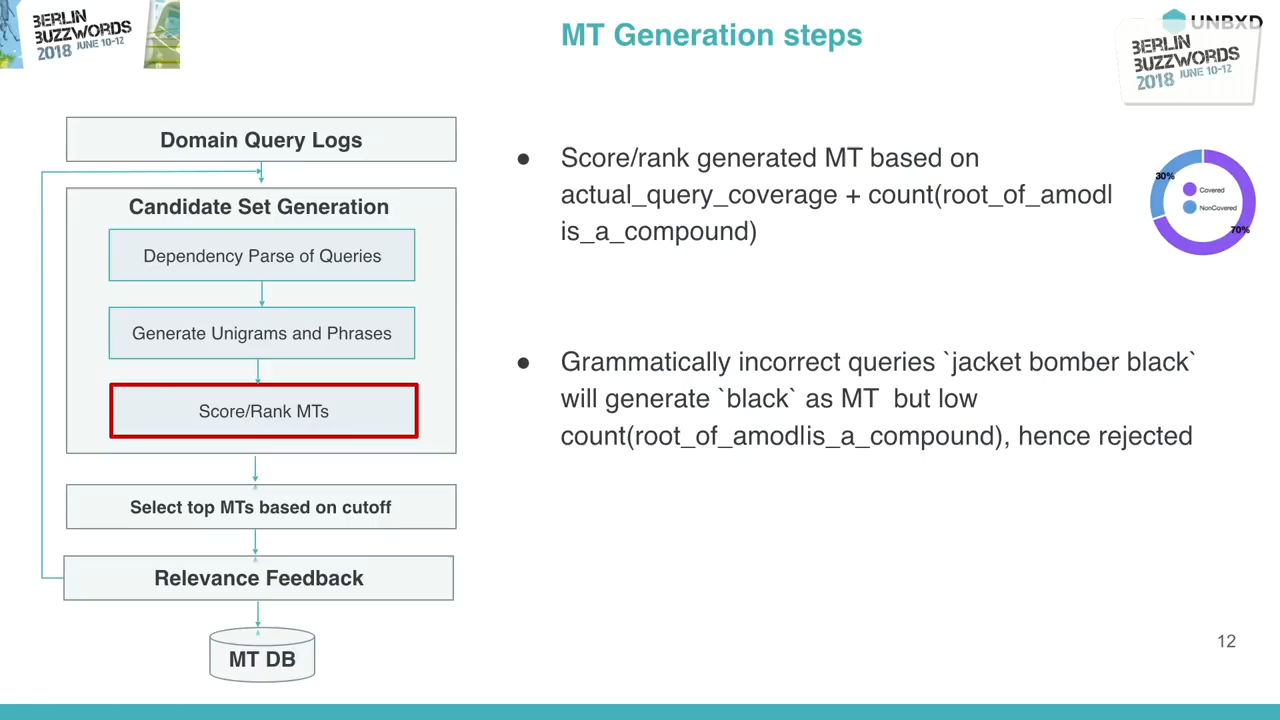 BERLIN
BUZZWORDS
2018 JUNE 10-12
MT Generation steps
UNBXD
BERLIN
BUZZWORDS
2018 JUNE 10-12
Domain Query Logs
Candidate Set Generation
Dependency Parse of Queries
Generate Unigrams and Phrases
Score/Rank MTs
Select top MTs based on cutoff
Relevance Feedback
MT DB
● Score/rank generated MT based on
actual_query_coverage + count(root_of_amodl
is_a_compound)
30%
Covered
NonCovered
70%
● Grammatically incorrect queries `jacket bomber black`
will generate `black` as MT but low
count(root_of_amodlis_a_compound), hence rejected
12